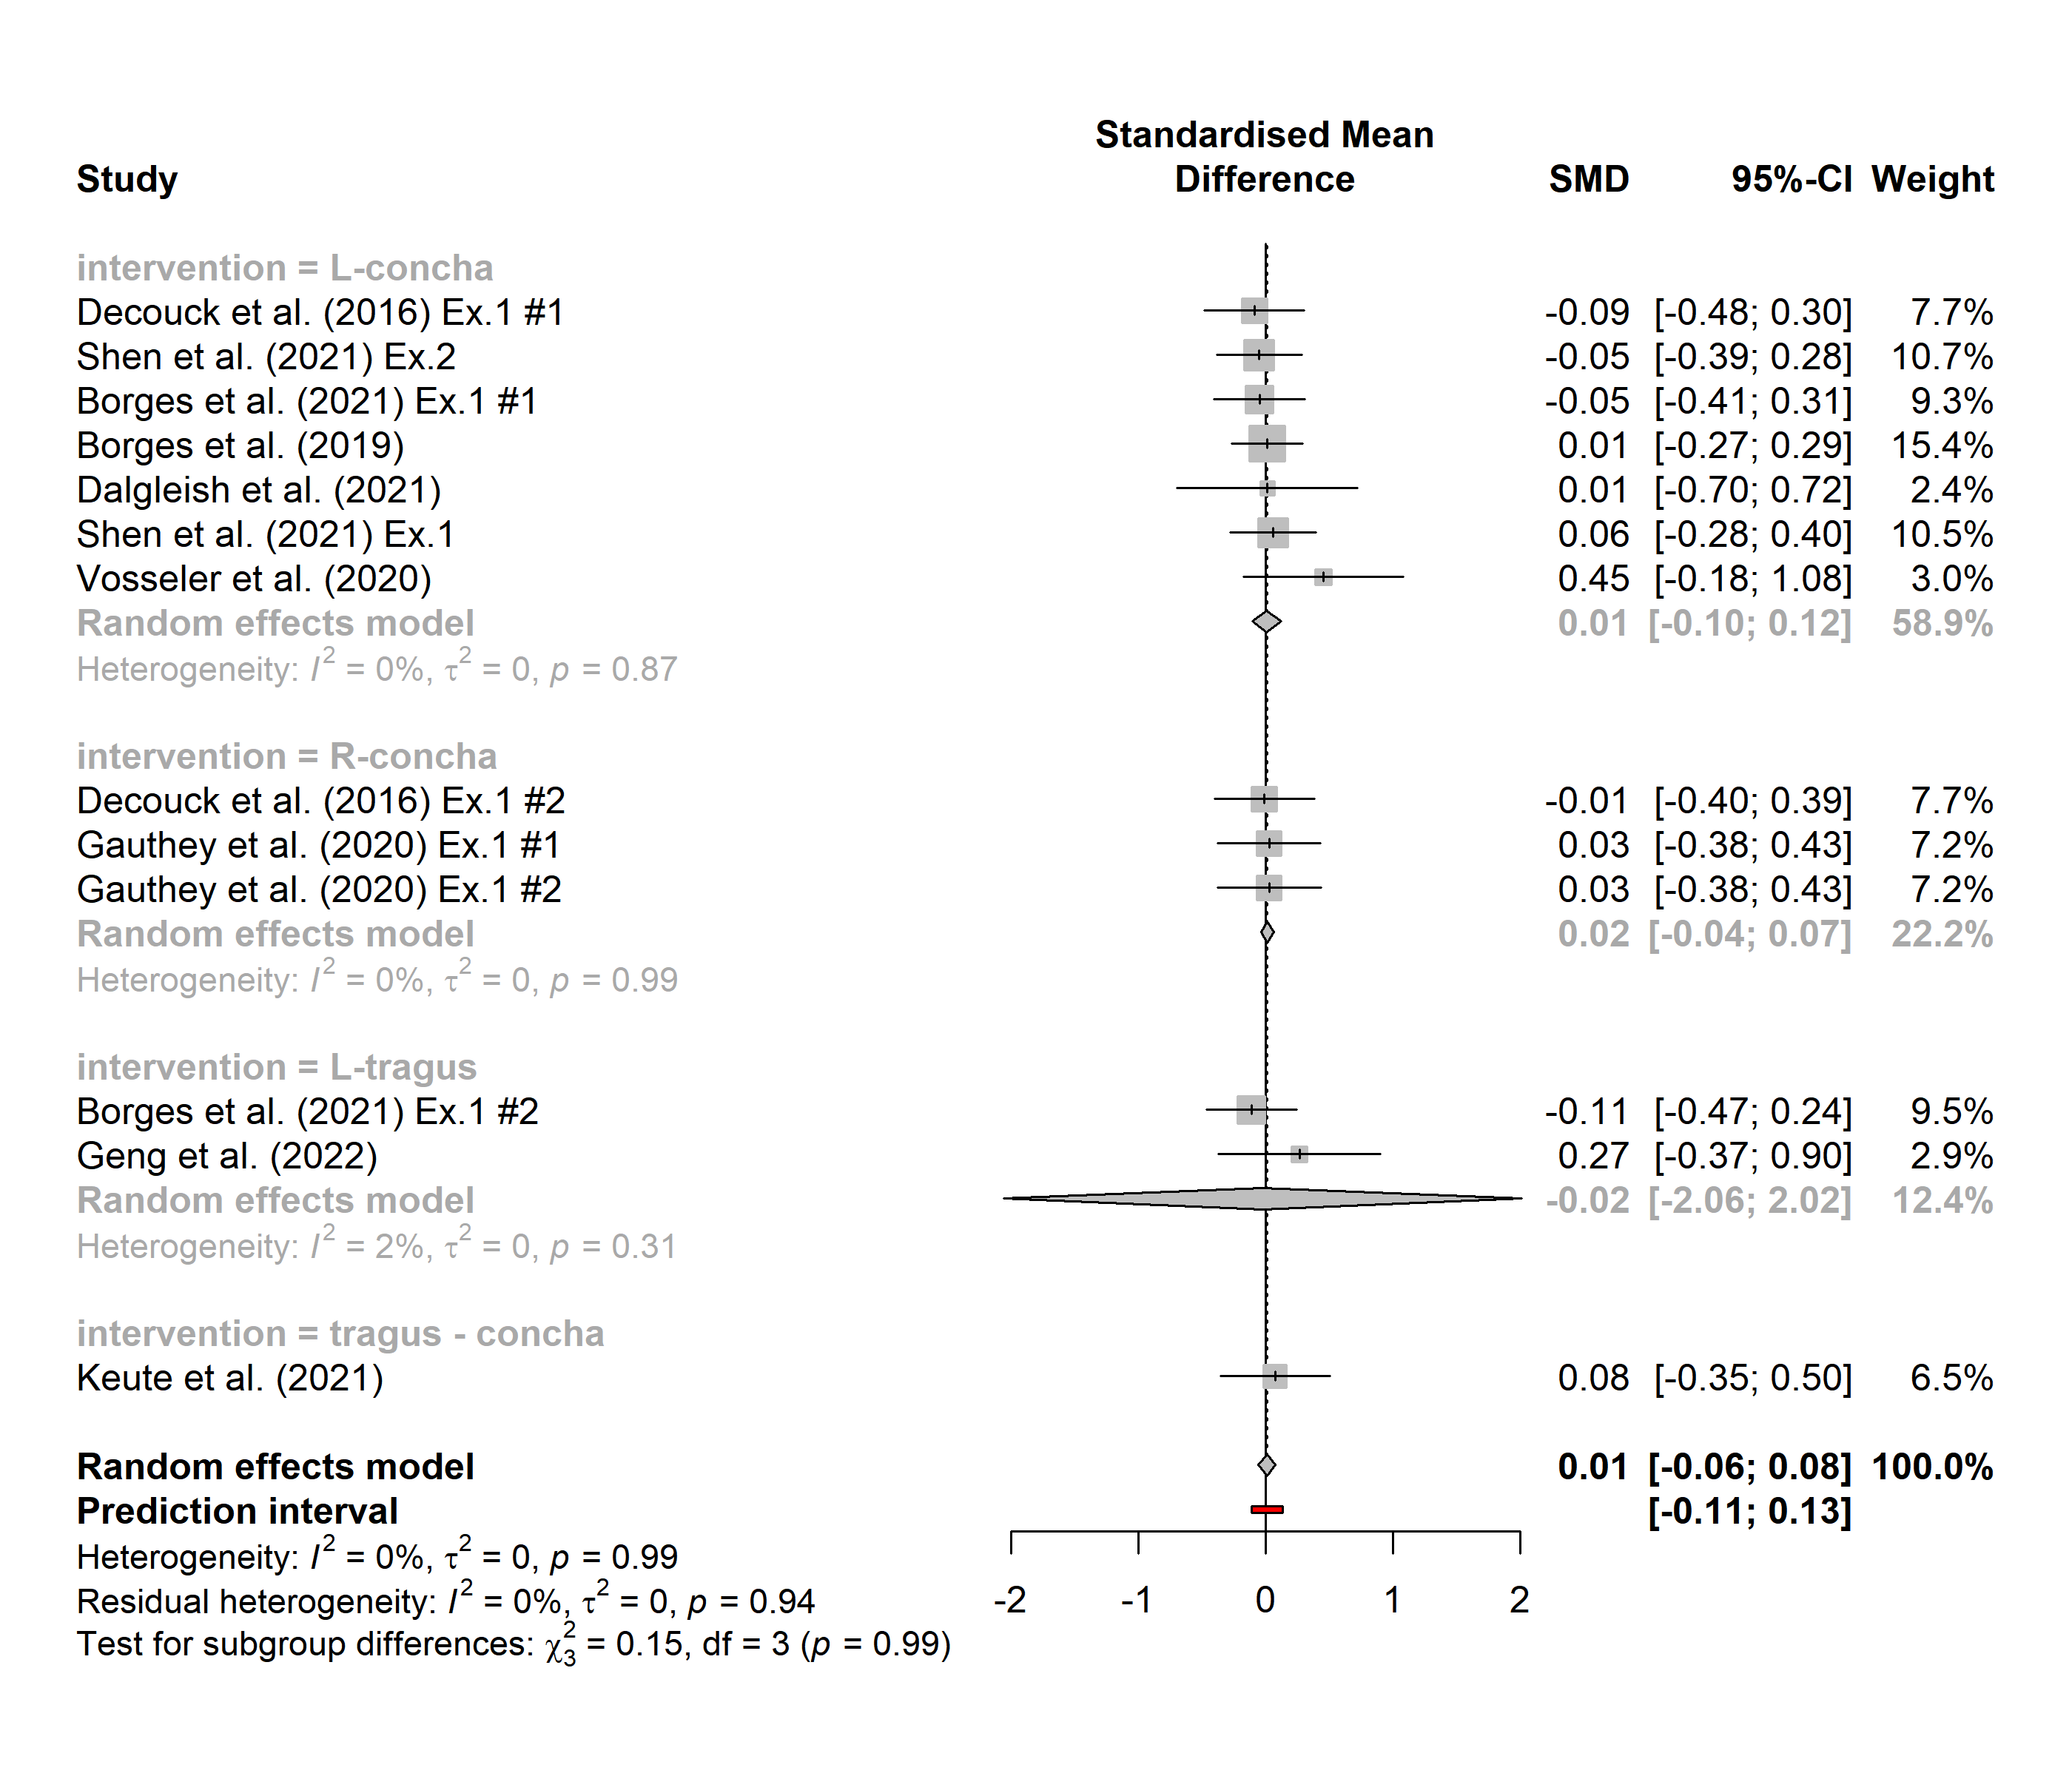 Standardised Mean
Study Difference SMD 95%-CI Weight
intervention = L-concha
Decouck et al. (2016) Ex.1 #1 -0.09 [-0.48; 0.30] 7.7%
Shen et al. (2021) Ex.2 -0.05 [-0.39; 0.28] 10.7%
Borges et al. (2021) Ex.1 #1 -0.05 [-0.41; 0.31] 9.3%
Borges et al. (2019) 0.01 [-0.27; 0.29] 15.4%
Dalgleish et al. (2021) 0.01 [-0.70; 0.72] 2.4%
Shen et al. (2021) Ex.1 0.06 [-0.28; 0.40] 10.5%
Vosseler et al. (2020) 0.45 [-0.18; 1.08] 3.0%
Random effects model 0.01 [-0.10; 0.12] 58.9%
Heterogeneity: I² = 0%, τ² = 0, p = 0.87
intervention = R-concha
Decouck et al. (2016) Ex.1 #2 -0.01 [-0.40; 0.39] 7.7%
Gauthey et al. (2020) Ex.1 #1 0.03 [-0.38; 0.43] 7.2%
Gauthey et al. (2020) Ex.1 #2 0.03 [-0.38; 0.43] 7.2%
Random effects model 0.02 [-0.04; 0.07] 22.2%
Heterogeneity: I² = 0%, τ² = 0, p = 0.99
intervention = L-tragus
Borges et al. (2021) Ex.1 #2 -0.11 [-0.47; 0.24] 9.5%
Geng et al. (2022) 0.27 [-0.37; 0.90] 2.9%
Random effects model -0.02 [-2.06; 2.02] 12.4%
Heterogeneity: I² = 2%, τ² = 0, p = 0.31
intervention = tragus - concha
Keute et al. (2021) 0.08 [-0.35; 0.50] 6.5%
Random effects model 0.01 [-0.06; 0.08] 100.0%
Prediction interval [-0.11; 0.13]
Heterogeneity: I² = 0%, τ² = 0, p = 0.99
Residual heterogeneity: I² = 0%, τ² = 0, p = 0.94
-2 -1 0 1 2
Test for subgroup differences: χ²₃ = 0.15, df = 3 (p = 0.99)